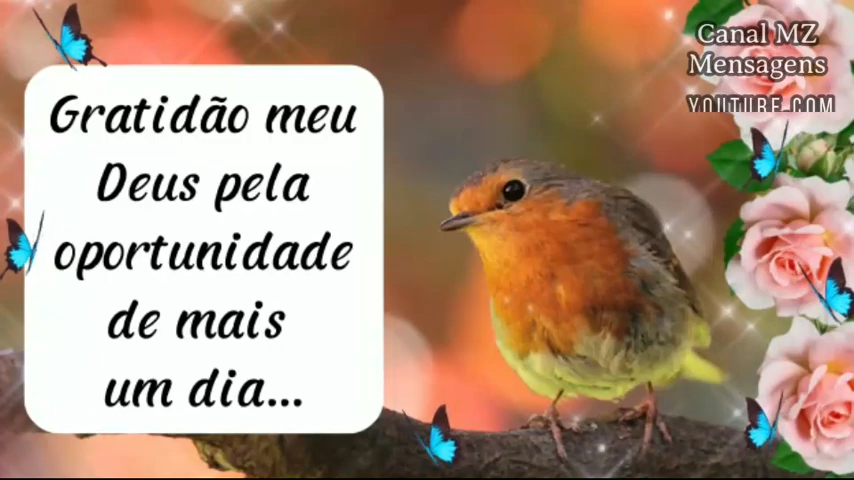 Gratidão meu
Deus pela
oportunidade
de mais
um dia...
Canal MZ
Mensagens
YOUTUBE.COM